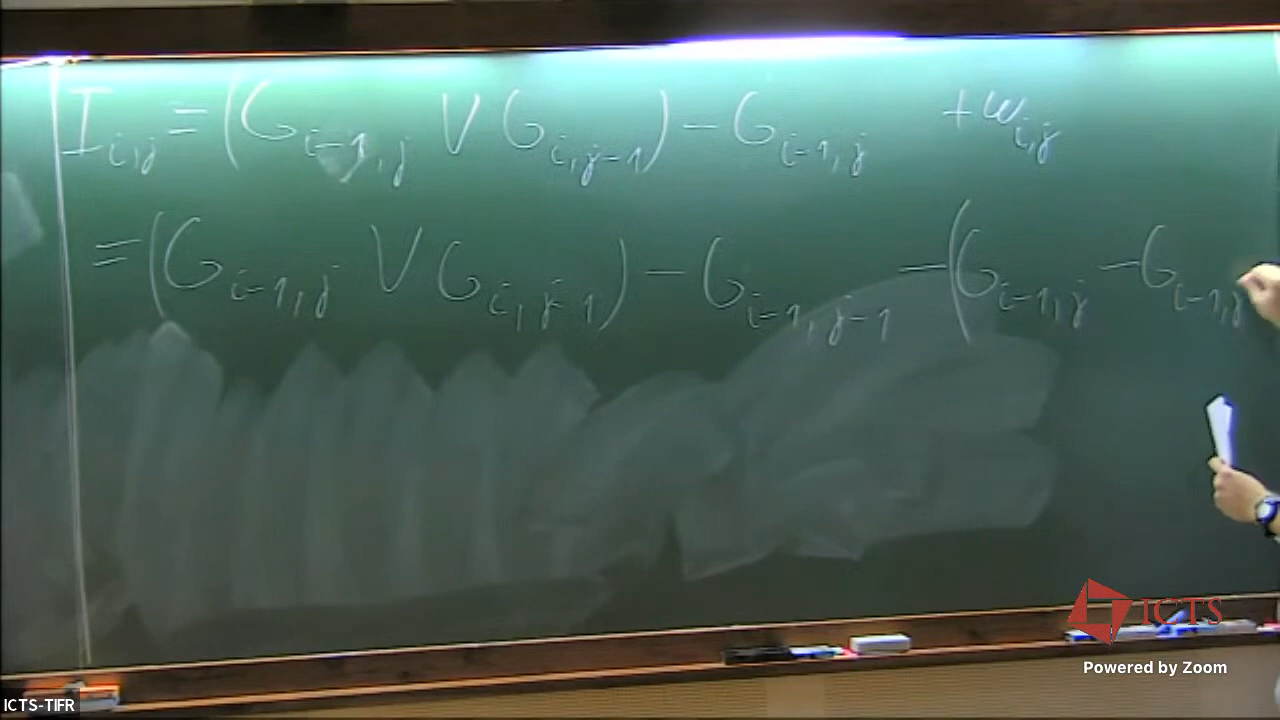 I_{i,j} = (G_{i-1,j} ∨ G_{i,j-1}) - G_{i-1,j} + ω_{i,j}
= (G_{i-1,j} ∨ G_{i,j-1}) - G_{i-1,j-1} - (G_{i-1,j} - G_{i-1,j
ICTS
Powered by Zoom
ICTS-TIFR